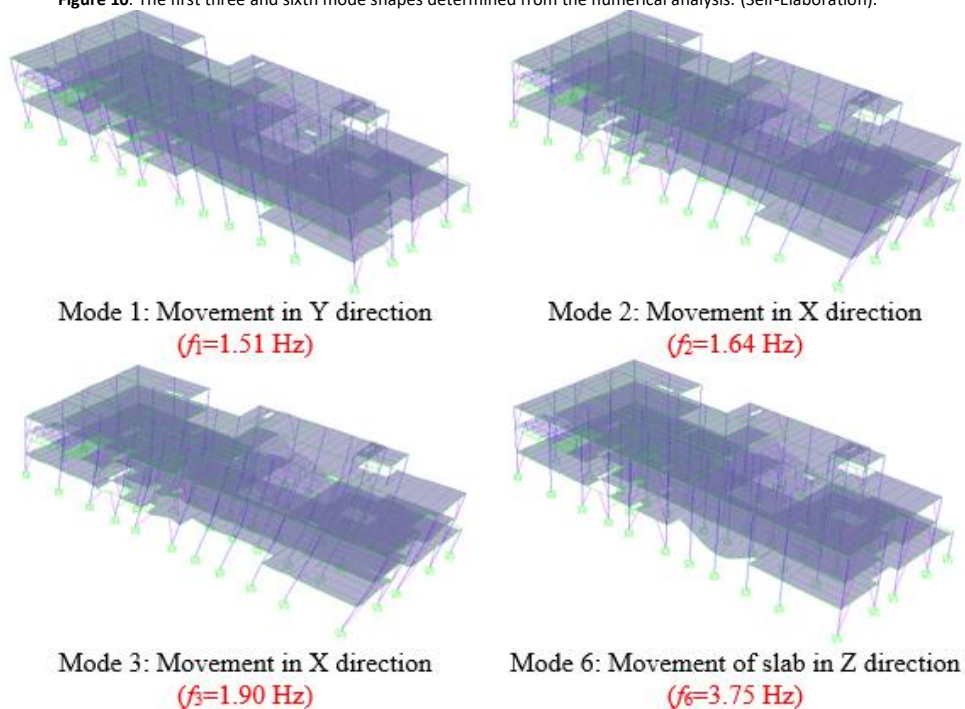 Figure 10. The first three and sixth mode shapes determined from the numerical analysis. (Self-Elaboration).
Mode 1: Movement in Y direction
(f1=1.51 Hz)
Mode 2: Movement in X direction
(f2=1.64 Hz)
Mode 3: Movement in X direction
(f3=1.90 Hz)
Mode 6: Movement of slab in Z direction
(f6=3.75 Hz)